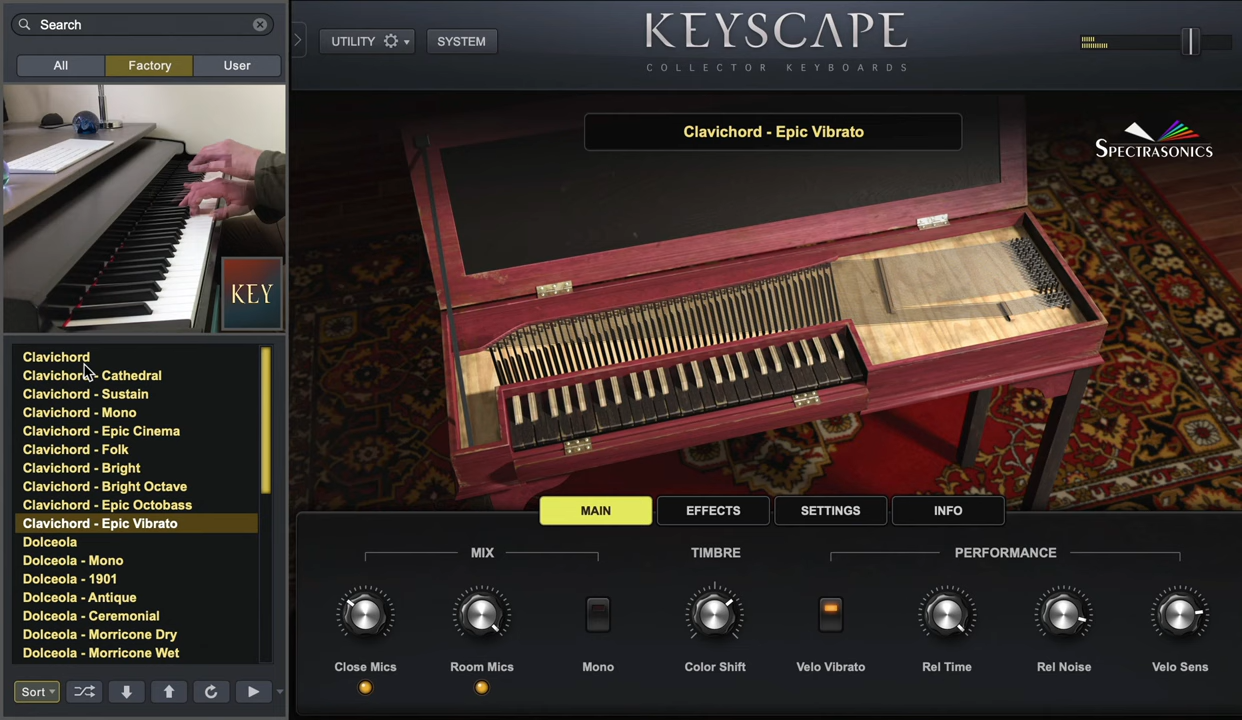 Search
All Factory User
KEY
Clavichord
Clavichord - Cathedral
Clavichord - Sustain
Clavichord - Mono
Clavichord - Epic Cinema
Clavichord - Folk
Clavichord - Bright
Clavichord - Bright Octave
Clavichord - Epic Octobass
Clavichord - Epic Vibrato
Dolceola
Dolceola - Mono
Dolceola - 1901
Dolceola - Antique
Dolceola - Ceremonial
Dolceola - Morricone Dry
Dolceola - Morricone Wet
Sort
UTILITY SYSTEM
KEYSCAPE
COLLECTOR KEYBOARDS
Clavichord - Epic Vibrato
SPECTRASONICS
MAIN EFFECTS SETTINGS INFO
MIX TIMBRE PERFORMANCE
Close Mics Room Mics Mono Color Shift Velo Vibrato Rel Time Rel Noise Velo Sens